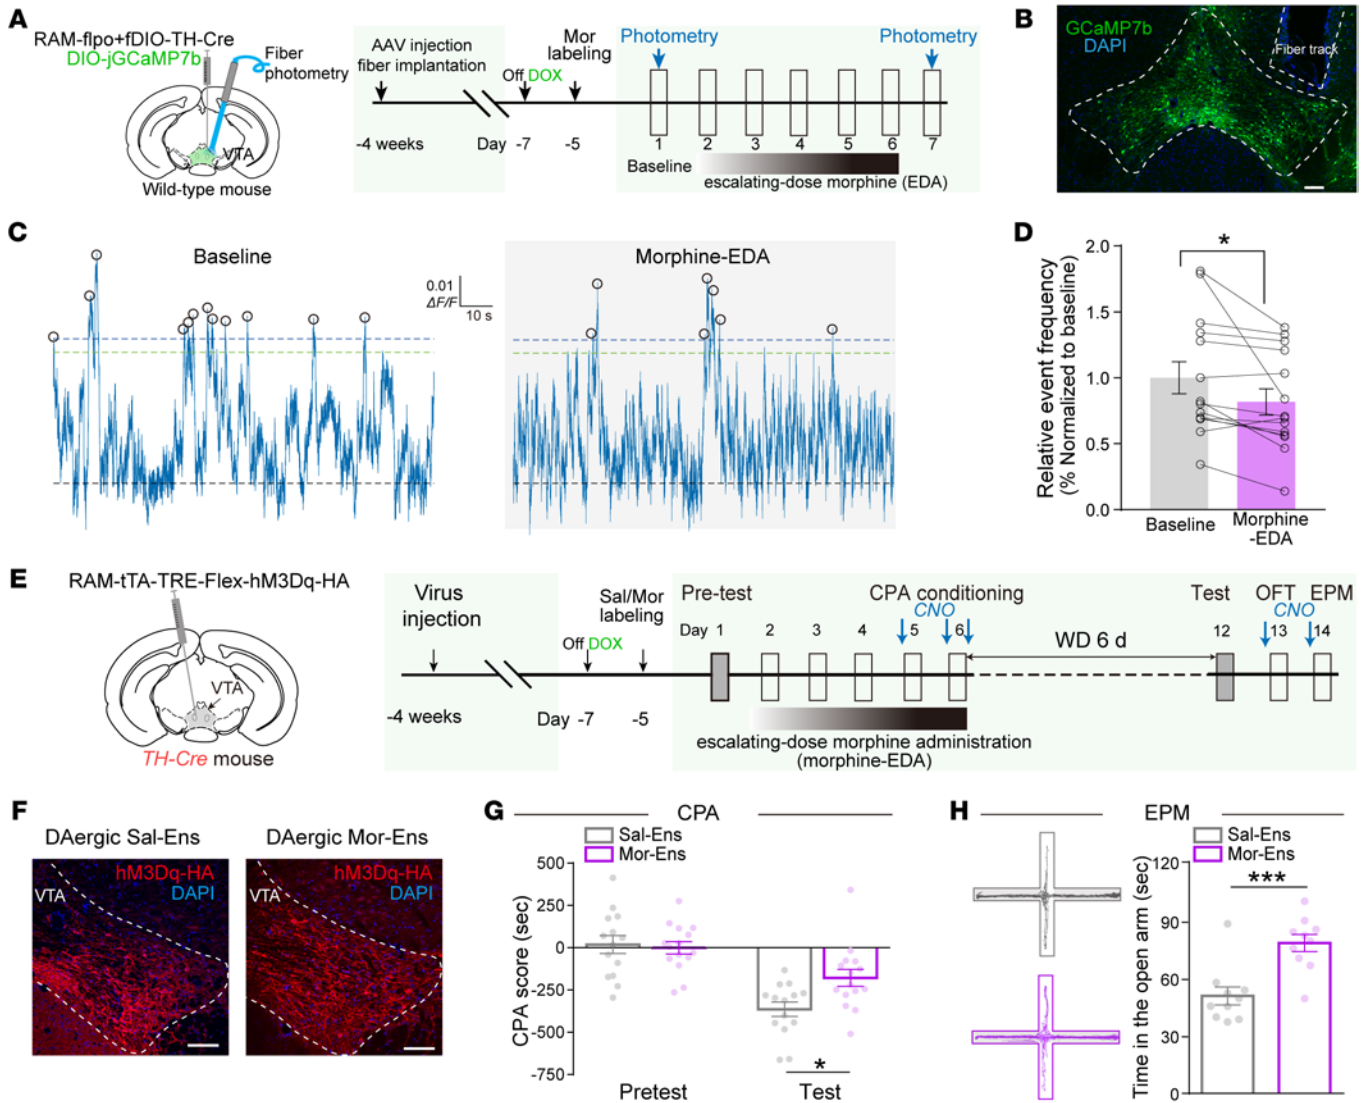 A
RAM-flpo+fDIO-TH-Cre
DIO-jGCaMP7b
Fiber
photometry
VTA
Wild-type mouse
AAV injection
fiber implantation
Off DOX
Mor
labeling
Photometry
Photometry
-4 weeks
Day -7
-5
1
2
3
4
5
6
7
Baseline
escalating-dose morphine (EDA)
B
GCaMP7b
DAPI
Fiber track
C
Baseline
0.01
ΔF/F
10 s
Morphine-EDA
D
Relative event frequency
(% Normalized to baseline)
2.0
1.5
1.0
0.5
0.0
*
Baseline
Morphine
-EDA
E
RAM-tTA-TRE-Flex-hM3Dq-HA
VTA
TH-Cre mouse
Virus
injection
Off DOX
Sal/Mor
labeling
-4 weeks
Day -7
-5
Pre-test
CPA conditioning
CNO
Day 1
2
3
4
5
6
WD 6 d
Test
OFT
EPM
CNO
12
13
14
escalating-dose morphine administration
(morphine-EDA)
F
DAergic Sal-Ens
DAergic Mor-Ens
hM3Dq-HA
DAPI
VTA
hM3Dq-HA
DAPI
VTA
G
CPA
Sal-Ens
Mor-Ens
CPA score (sec)
500
250
0
-250
-500
-750
*
Pretest
Test
H
EPM
Sal-Ens
Mor-Ens
Time in the open arm (sec)
120
90
60
30
0
***